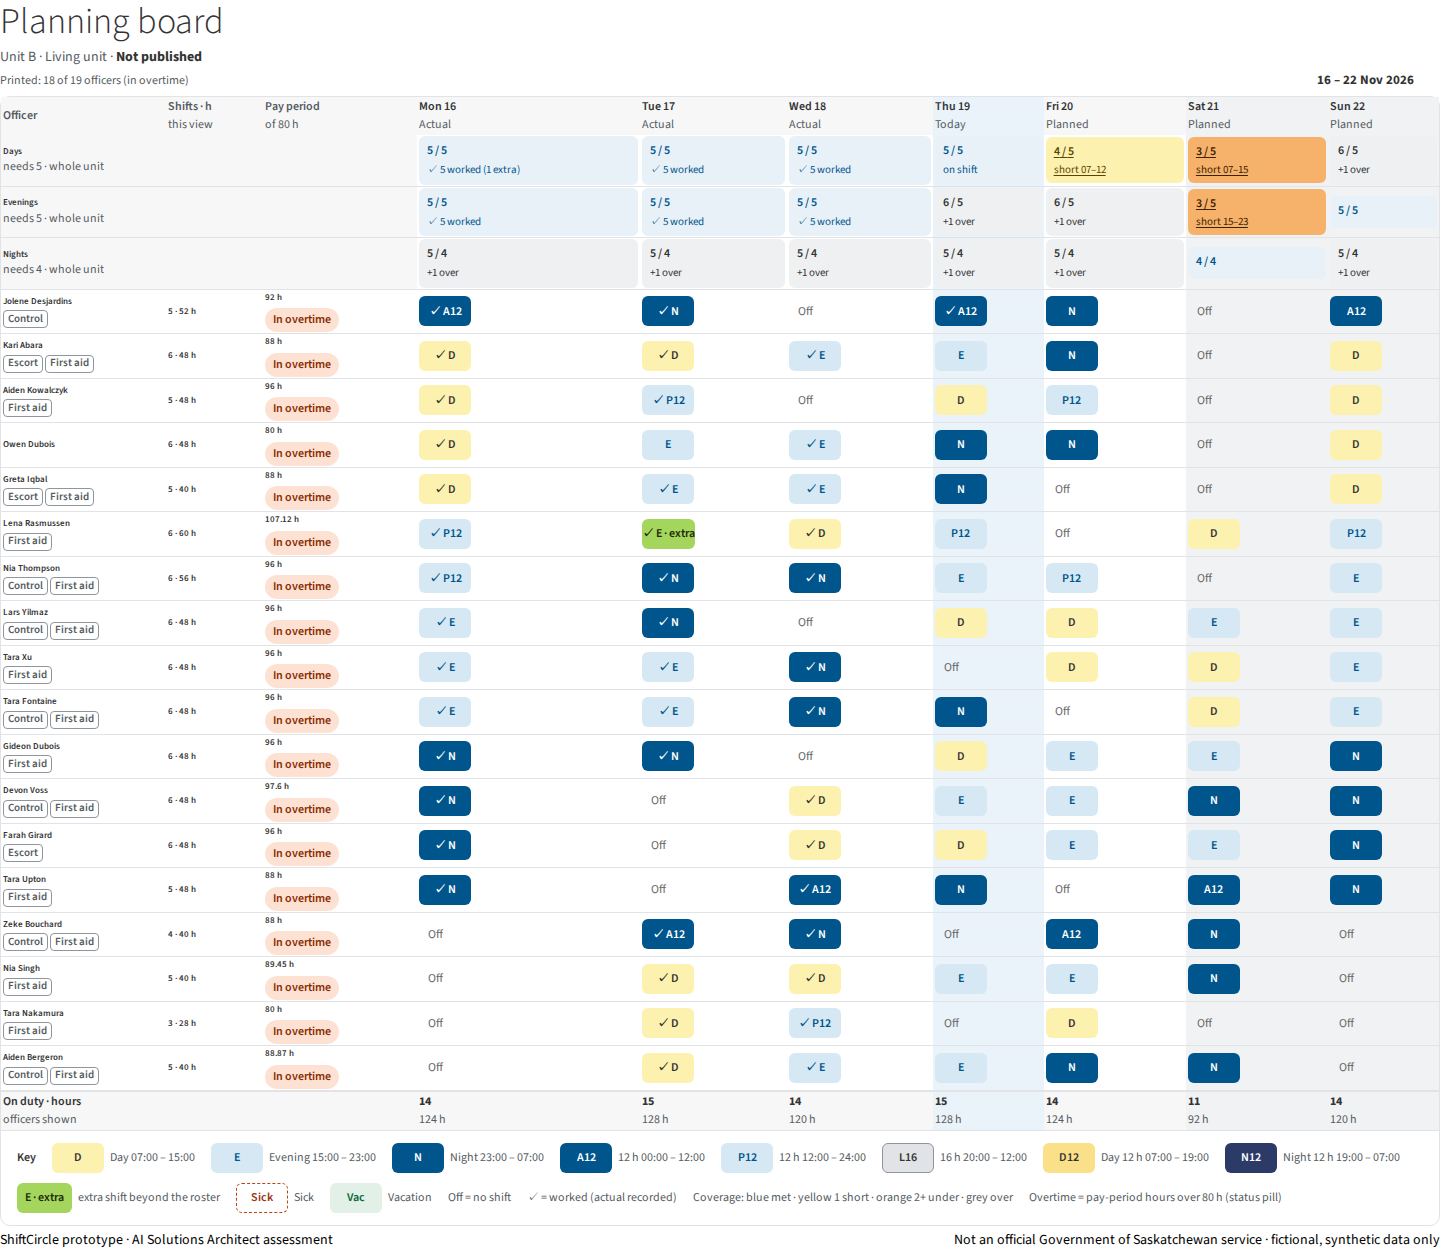 Planning board
Unit B · Living unit · Not published
Printed: 18 of 19 officers (in overtime)
16 – 22 Nov 2026
Officer
Shifts · h
this view
Pay period
of 80 h
Mon 16
Actual
Tue 17
Actual
Wed 18
Actual
Thu 19
Today
Fri 20
Planned
Sat 21
Planned
Sun 22
Planned
Days
needs 5 · whole unit
5 / 5
✓ 5 worked (1 extra)
5 / 5
✓ 5 worked
5 / 5
✓ 5 worked
5 / 5
on shift
4 / 5
short 07–12
3 / 5
short 07–15
6 / 5
+1 over
Evenings
needs 5 · whole unit
5 / 5
✓ 5 worked
5 / 5
✓ 5 worked
5 / 5
✓ 5 worked
6 / 5
+1 over
6 / 5
+1 over
3 / 5
short 15–23
5 / 5
Nights
needs 4 · whole unit
5 / 4
+1 over
5 / 4
+1 over
5 / 4
+1 over
5 / 4
+1 over
5 / 4
+1 over
4 / 4
5 / 4
+1 over
Jolene Desjardins
Control
5 · 52 h
92 h
In overtime
✓ A12 ✓ N Off ✓ A12 N Off A12
Kari Abara
Escort First aid
6 · 48 h
88 h
In overtime
✓ D ✓ D ✓ E E N Off D
Aiden Kowalczyk
First aid
5 · 48 h
96 h
In overtime
✓ D ✓ P12 Off D P12 Off D
Owen Dubois
6 · 48 h
80 h
In overtime
✓ D E ✓ E N N Off D
Greta Iqbal
Escort First aid
5 · 40 h
88 h
In overtime
✓ D ✓ E ✓ E N Off Off D
Lena Rasmussen
First aid
6 · 60 h
107.12 h
In overtime
✓ P12 ✓ E · extra ✓ D P12 Off D P12
Nia Thompson
Control First aid
6 · 56 h
96 h
In overtime
✓ P12 ✓ N ✓ N E P12 Off E
Lars Yilmaz
Control First aid
6 · 48 h
96 h
In overtime
✓ E ✓ N Off D D E E
Tara Xu
First aid
6 · 48 h
96 h
In overtime
✓ E ✓ E ✓ N Off D D E
Tara Fontaine
Control First aid
6 · 48 h
96 h
In overtime
✓ E ✓ E ✓ N N Off D E
Gideon Dubois
First aid
6 · 48 h
96 h
In overtime
✓ N ✓ N Off D E E N
Devon Voss
Control First aid
6 · 48 h
97.6 h
In overtime
✓ N Off ✓ D E E N N
Farah Girard
Escort
6 · 48 h
96 h
In overtime
✓ N Off ✓ D D E E N
Tara Upton
First aid
5 · 48 h
88 h
In overtime
✓ N Off ✓ A12 N Off A12 N
Zeke Bouchard
Control First aid
4 · 40 h
88 h
In overtime
Off ✓ A12 ✓ N Off A12 N Off
Nia Singh
First aid
5 · 40 h
89.45 h
In overtime
Off ✓ D ✓ D E E N Off
Tara Nakamura
First aid
3 · 28 h
80 h
In overtime
Off ✓ D ✓ P12 Off D Off Off
Aiden Bergeron
Control First aid
5 · 40 h
88.87 h
In overtime
Off ✓ D ✓ E E N N Off
On duty · hours
officers shown
14
124 h
15
128 h
14
120 h
15
128 h
14
124 h
11
92 h
14
120 h
Key D Day 07:00 – 15:00 E Evening 15:00 – 23:00 N Night 23:00 – 07:00 A12 12 h 00:00 – 12:00 P12 12 h 12:00 – 24:00 L16 16 h 20:00 – 12:00 D12 Day 12 h 07:00 – 19:00 N12 Night 12 h 19:00 – 07:00
E · extra extra shift beyond the roster Sick Sick Vac Vacation Off = no shift ✓ = worked (actual recorded) Coverage: blue met · yellow 1 short · orange 2+ under · grey over Overtime = pay-period hours over 80 h (status pill)
ShiftCircle prototype · AI Solutions Architect assessment
Not an official Government of Saskatchewan service · fictional, synthetic data only